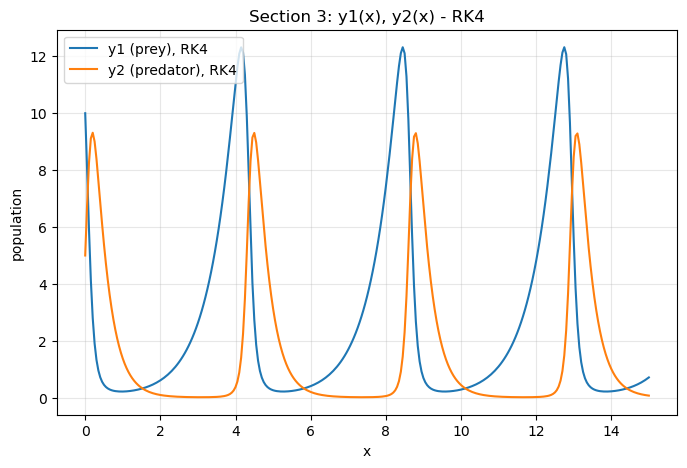 Section 3: y1(x), y2(x) - RK4
y1 (prey), RK4
y2 (predator), RK4
population
12
10
8
6
4
2
0
0 2 4 6 8 10 12 14
x